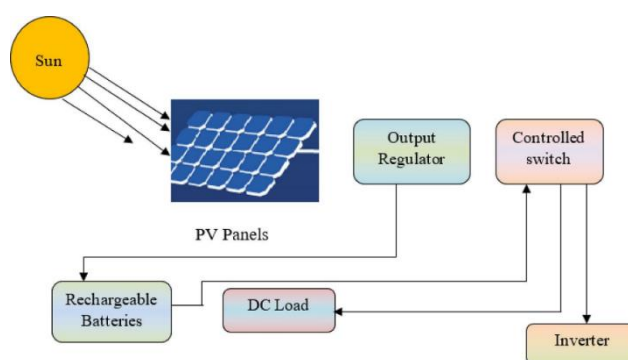 Sun
Output
Regulator
Controlled
switch
PV Panels
Rechargeable
Batteries
DC Load
Inverter